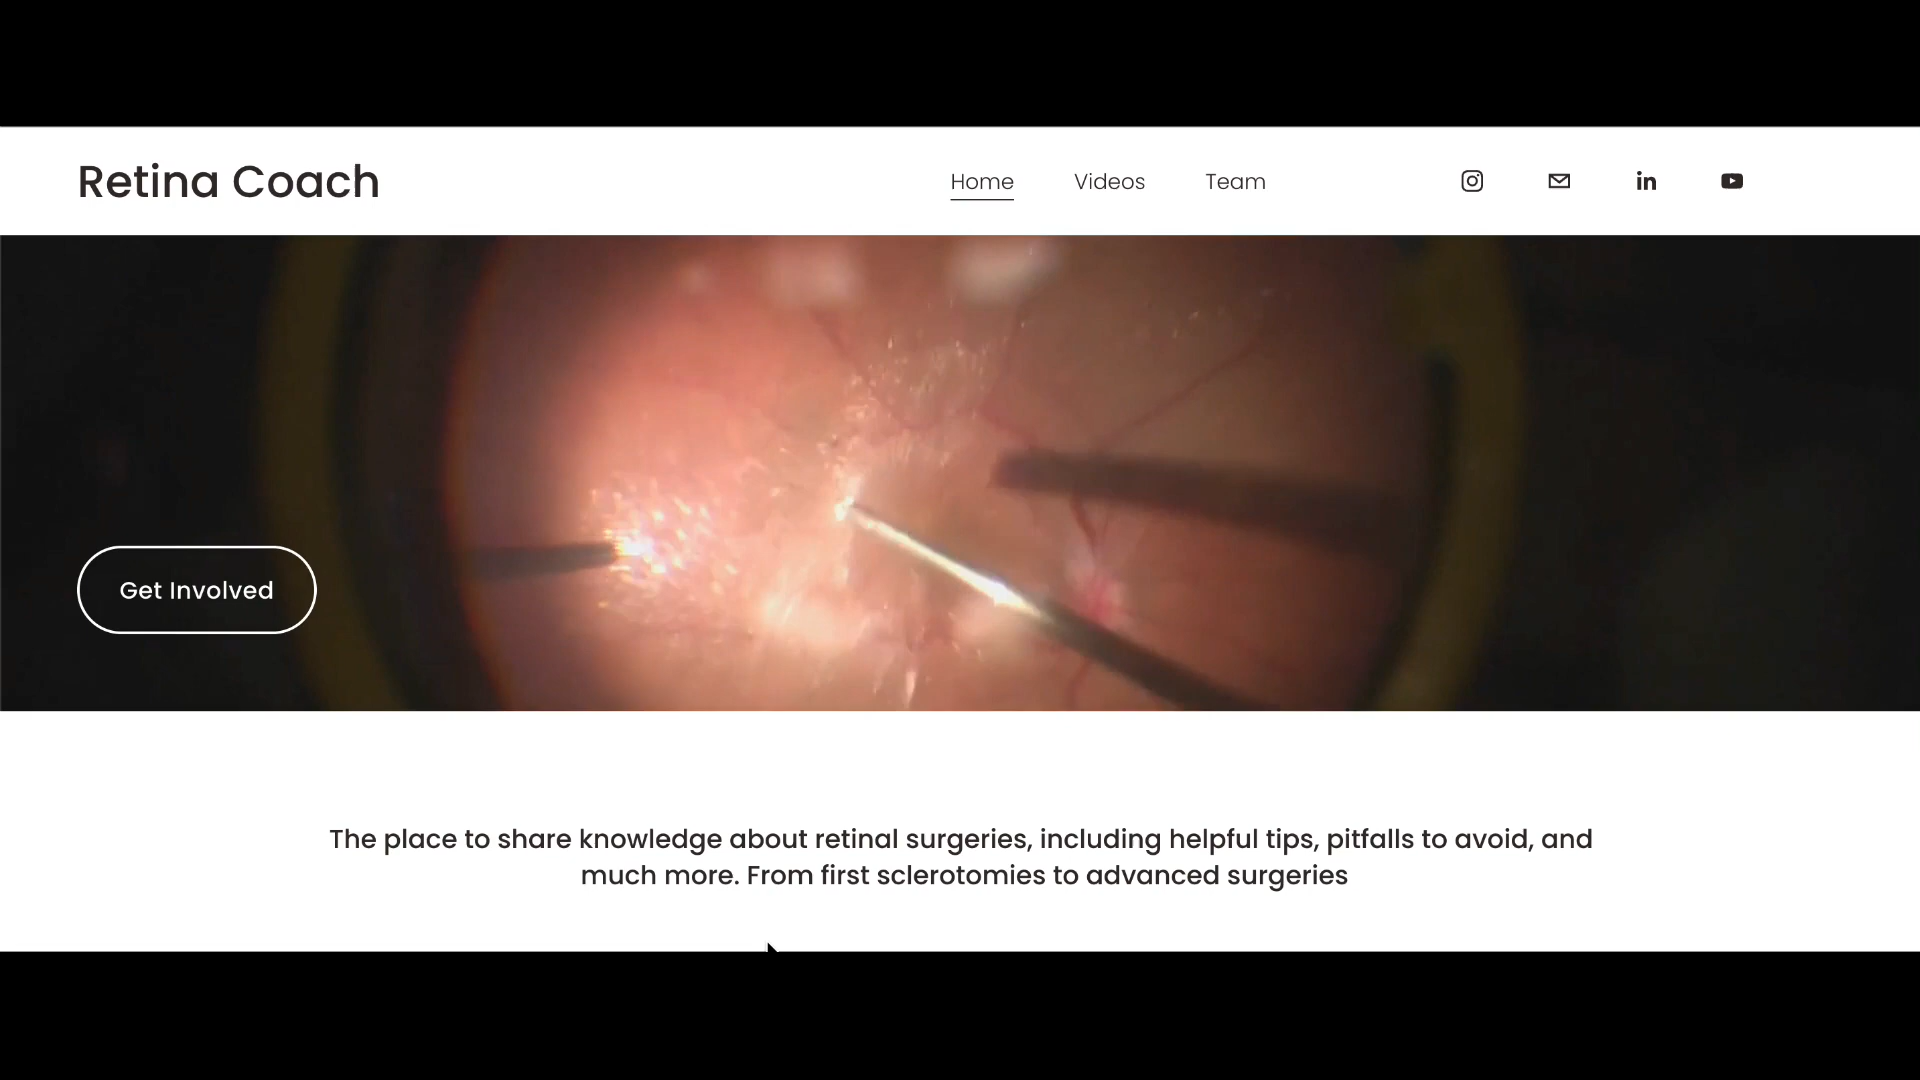 Retina Coach
Home Videos Team
Get Involved
The place to share knowledge about retinal surgeries, including helpful tips, pitfalls to avoid, and
much more. From first sclerotomies to advanced surgeries